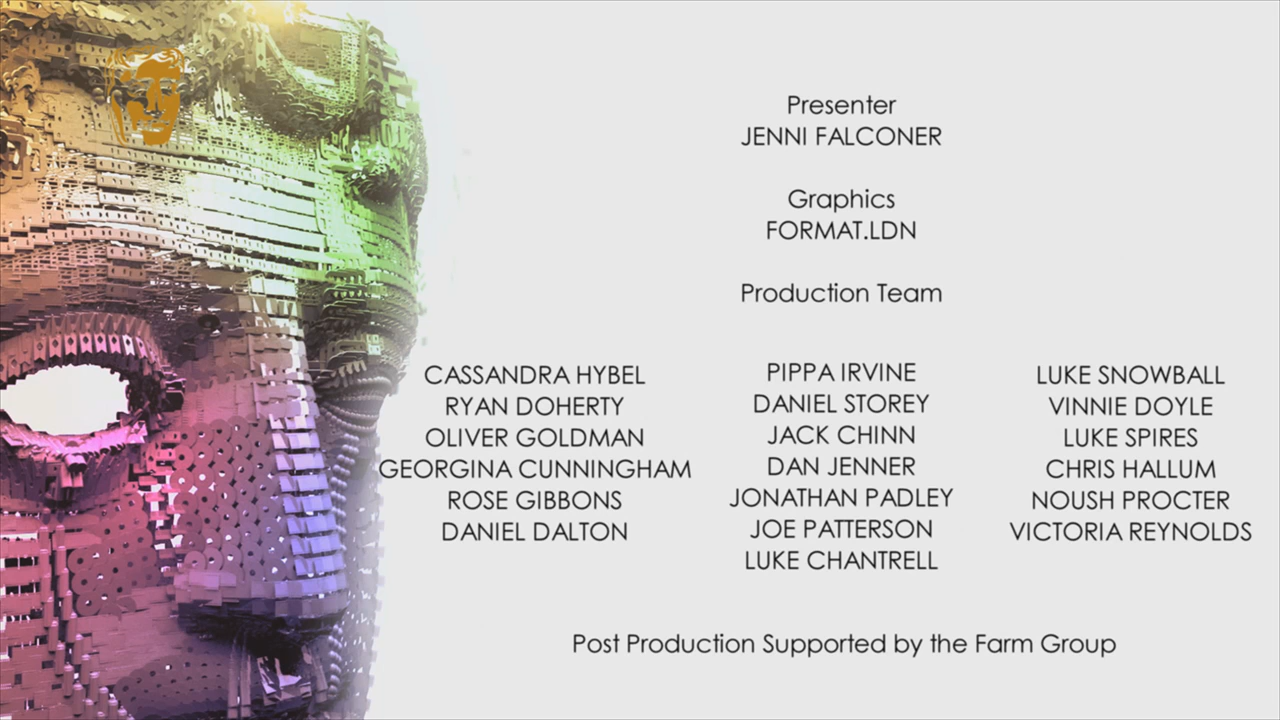 Presenter
JENNI FALCONER
Graphics
FORMAT.LDN
Production Team
CASSANDRA HYBEL
RYAN DOHERTY
OLIVER GOLDMAN
GEORGINA CUNNINGHAM
ROSE GIBBONS
DANIEL DALTON
PIPPA IRVINE
DANIEL STOREY
JACK CHINN
DAN JENNER
JONATHAN PADLEY
JOE PATTERSON
LUKE CHANTRELL
LUKE SNOWBALL
VINNIE DOYLE
LUKE SPIRES
CHRIS HALLUM
NOUSH PROCTER
VICTORIA REYNOLDS
Post Production Supported by the Farm Group